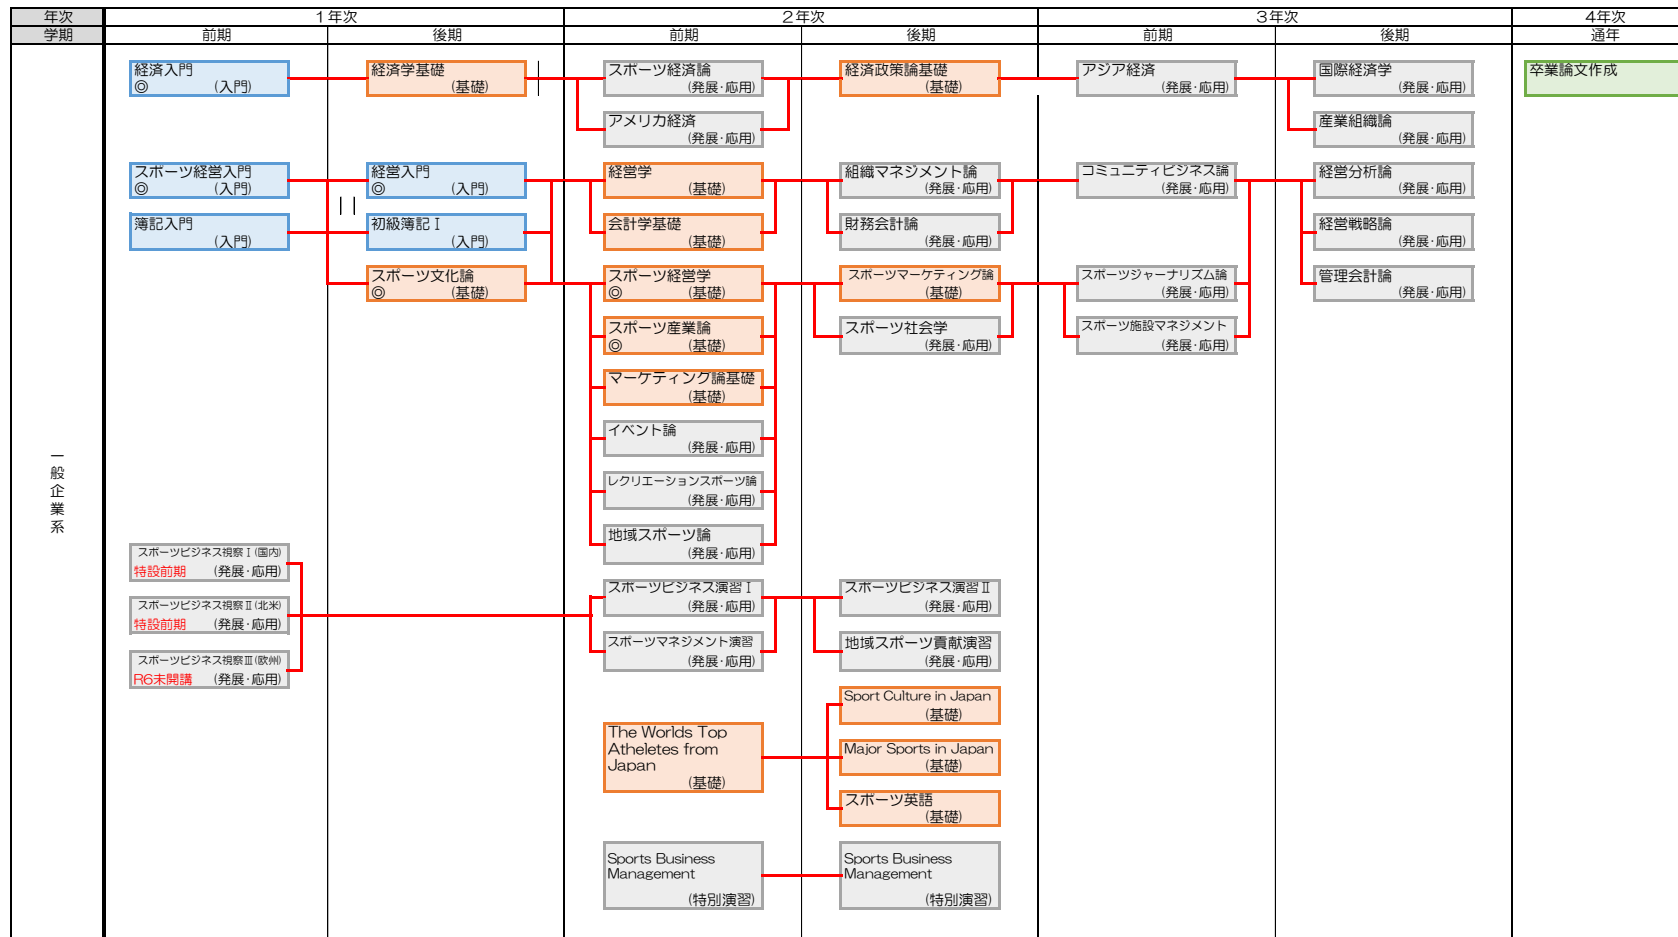 年次 1年次 2年次 3年次 4年次
学期 前期 後期 前期 後期 前期 後期 通年
一般企業系
経済入門
◎ (入門)
経済学基礎
(基礎)
スポーツ経済論
(発展・応用)
経済政策論基礎
(基礎)
アジア経済
(発展・応用)
国際経済学
(発展・応用)
卒業論文作成
アメリカ経済
(発展・応用)
産業組織論
(発展・応用)
スポーツ経営入門
◎ (入門)
経営入門
◎ (入門)
経営学
(基礎)
組織マネジメント論
(発展・応用)
コミュニティビジネス論
(発展・応用)
経営分析論
(発展・応用)
簿記入門
(入門)
初級簿記Ⅰ
(入門)
会計学基礎
(基礎)
財務会計論
(発展・応用)
経営戦略論
(発展・応用)
スポーツ文化論
◎ (基礎)
スポーツ経営学
◎ (基礎)
スポーツマーケティング論
(基礎)
スポーツジャーナリズム論
(発展・応用)
管理会計論
(発展・応用)
スポーツ産業論
◎ (基礎)
スポーツ社会学
(発展・応用)
スポーツ施設マネジメント
(発展・応用)
マーケティング論基礎
(基礎)
イベント論
(発展・応用)
レクリエーションスポーツ論
(発展・応用)
地域スポーツ論
(発展・応用)
スポーツビジネス視察Ⅰ(国内)
特設前期 (発展・応用)
スポーツビジネス視察Ⅱ(北米)
特設前期 (発展・応用)
スポーツビジネス視察Ⅲ(欧州)
R6未開講 (発展・応用)
スポーツビジネス演習Ⅰ
(発展・応用)
スポーツビジネス演習Ⅱ
(発展・応用)
スポーツマネジメント演習
(発展・応用)
地域スポーツ貢献演習
(発展・応用)
The Worlds Top
Atheletes from
Japan
(基礎)
Sport Culture in Japan
(基礎)
Major Sports in Japan
(基礎)
スポーツ英語
(基礎)
Sports Business
Management
(特別演習)
Sports Business
Management
(特別演習)